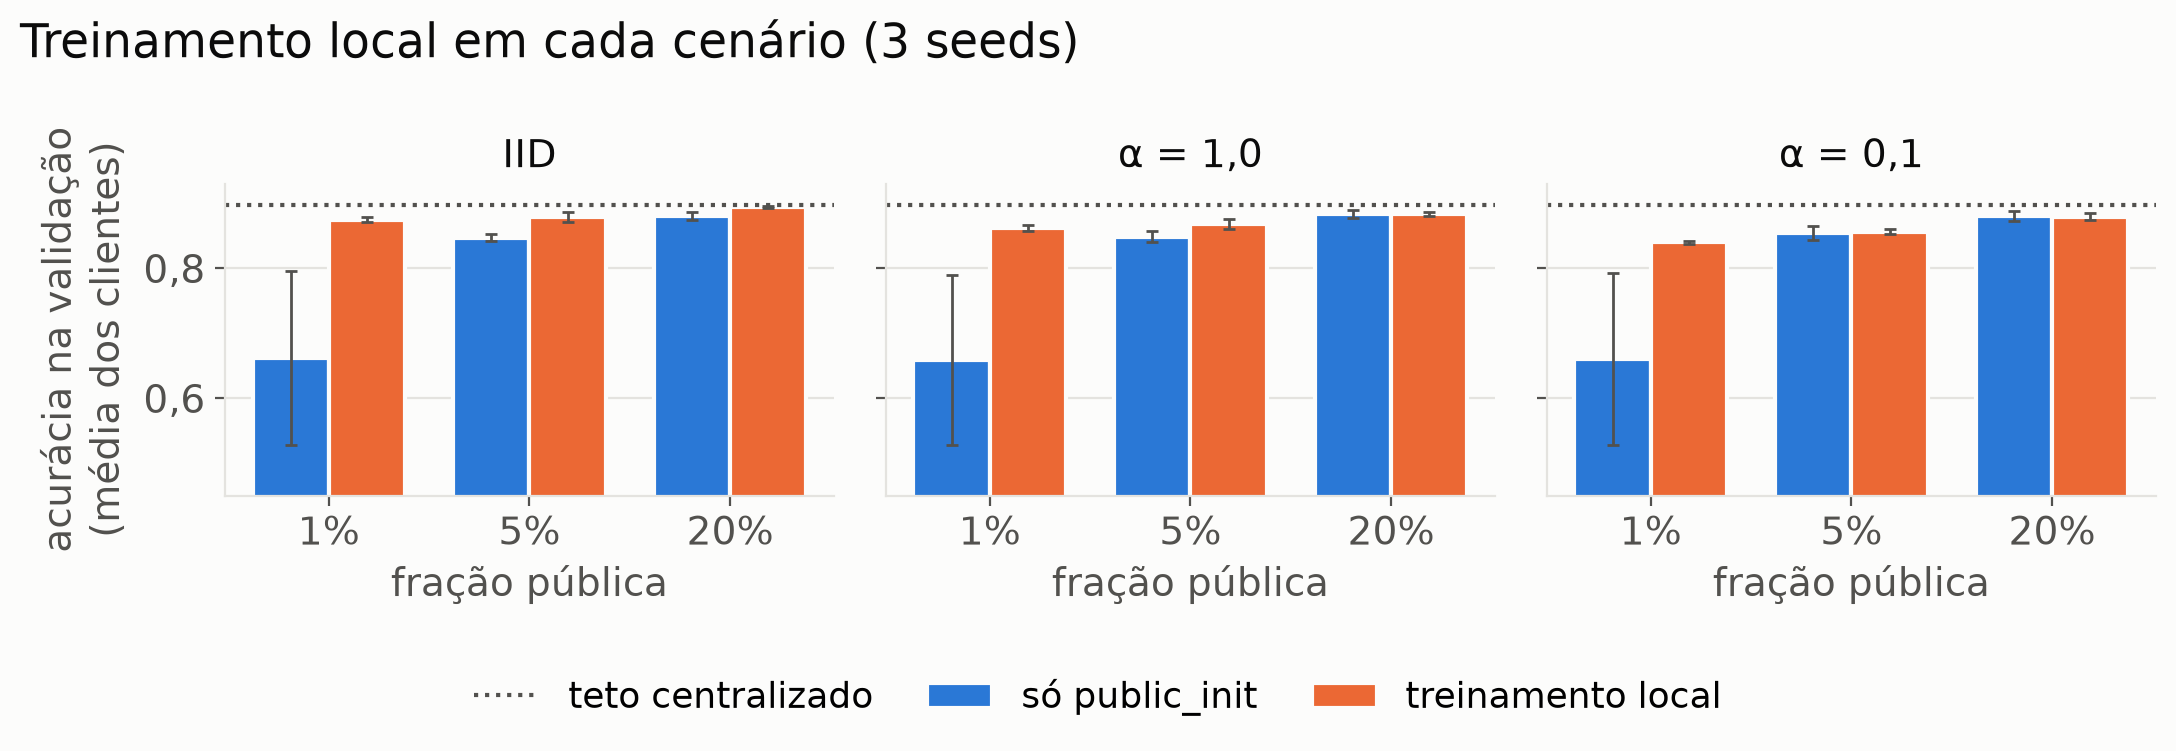 Treinamento local em cada cenário (3 seeds)
acurácia na validação
(média dos clientes)
IID
α = 1,0
α = 0,1
0,8
0,6
1%
5%
20%
1%
5%
20%
1%
5%
20%
fração pública
fração pública
fração pública
teto centralizado
só public_init
treinamento local